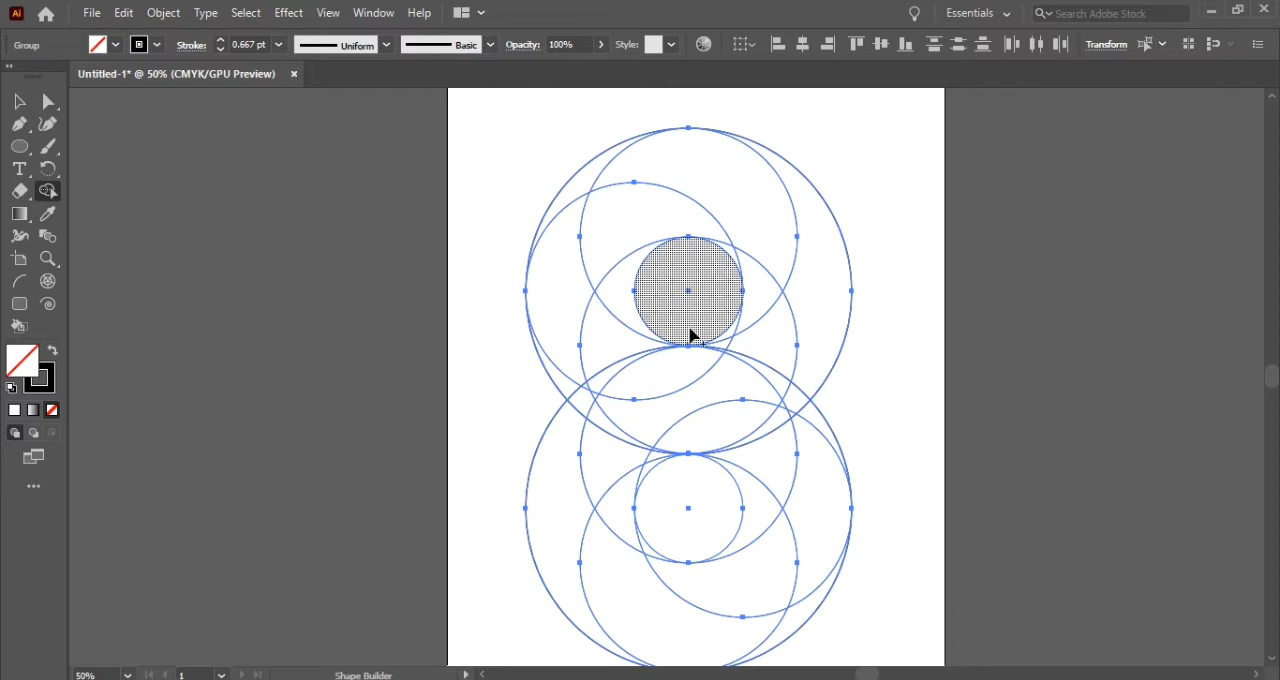 Ai File Edit Object Type Select Effect View Window Help Essentials Search Adobe Stock
Group Stroke: 0.667 pt Uniform Basic Opacity: 100% Style: Transform
Untitled-1* @ 50% (CMYK/GPU Preview) ×
T
50% 1 Shape Builder